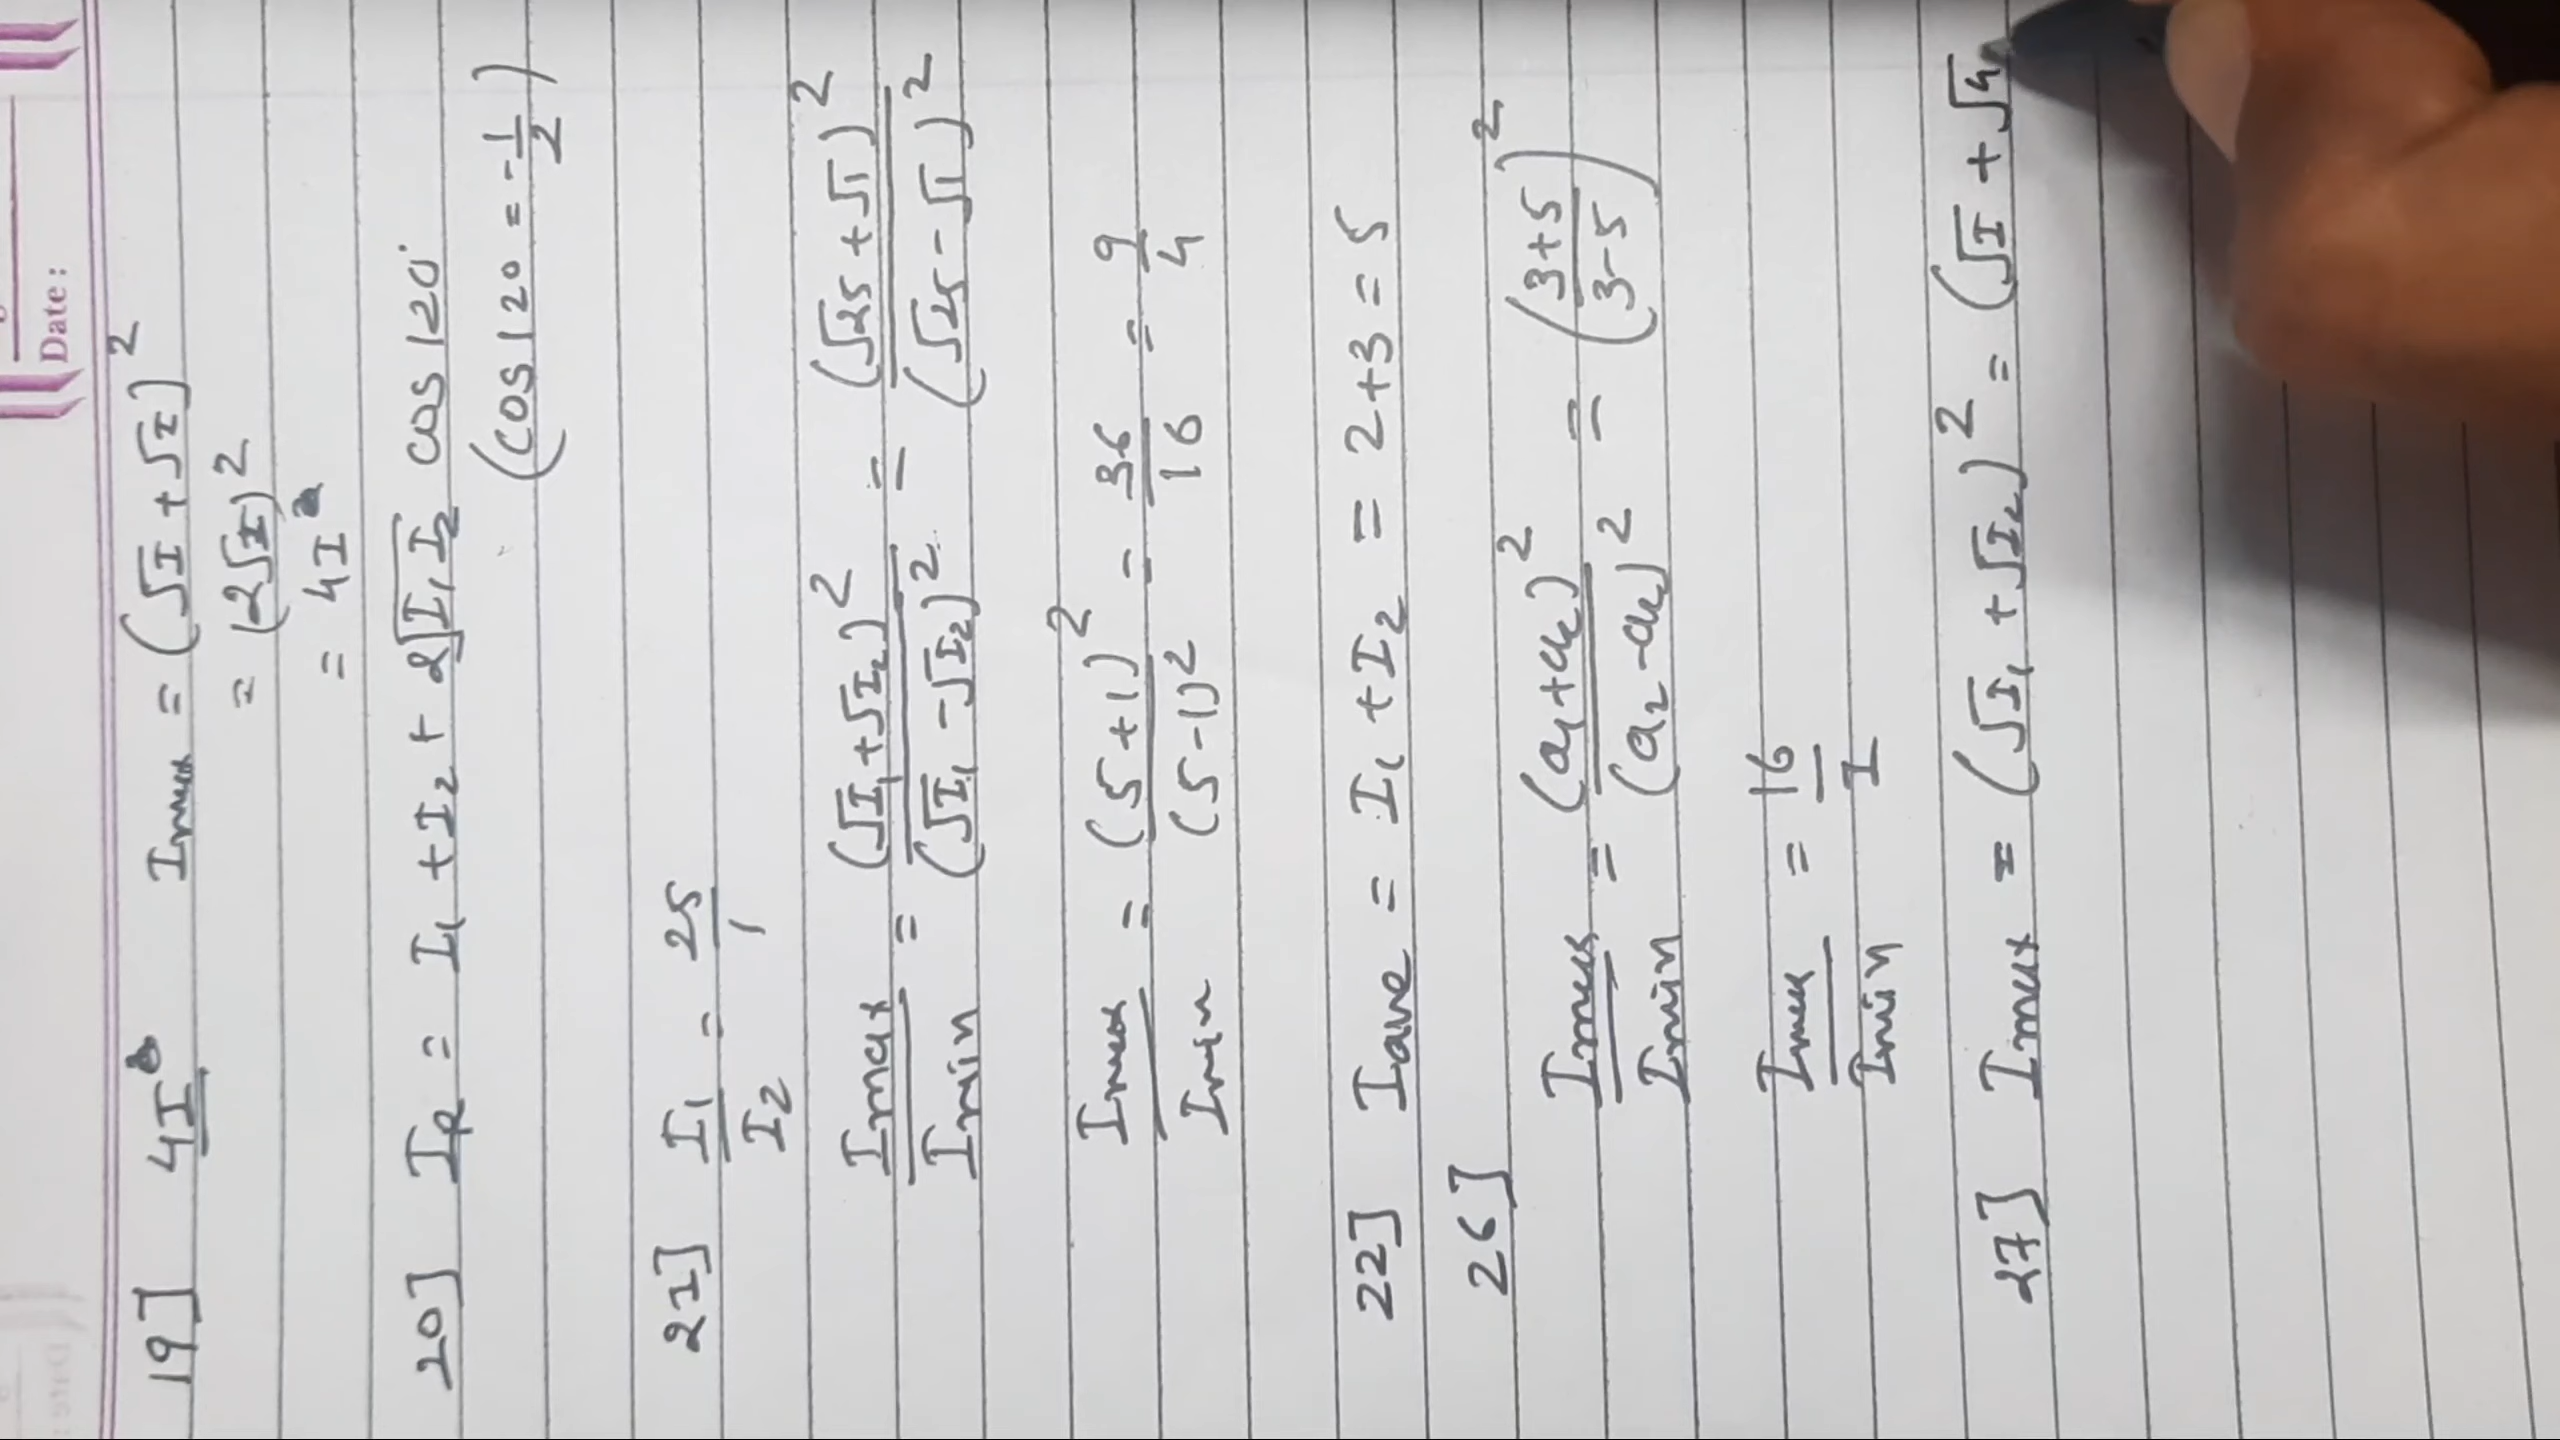 Date :
19] 4I Imax = (√I + √I)²
= (2√I)²
= 4I
20] I_R = I₁ + I₂ + 2√I₁I₂ cos 120°
(cos 120 = -1/2)
21] I₁/I₂ = 25/1
Imax/Imin = (√I₁ + √I₂)²/(√I₁ - √I₂)² = (√25 + √1)²/(√25 - √1)²
Imax/Imin = (5+1)²/(5-1)² = 36/16 = 9/4
22] Iave = I₁ + I₂ = 2+3 = 5
26] Imax/Imin = (a₁+a₂)²/(a₂-a₂)² = (3+5/3-5)²
Imax/Imin = 16/1
27] Imax = (√I₁ + √I₂)² = (√I + √4